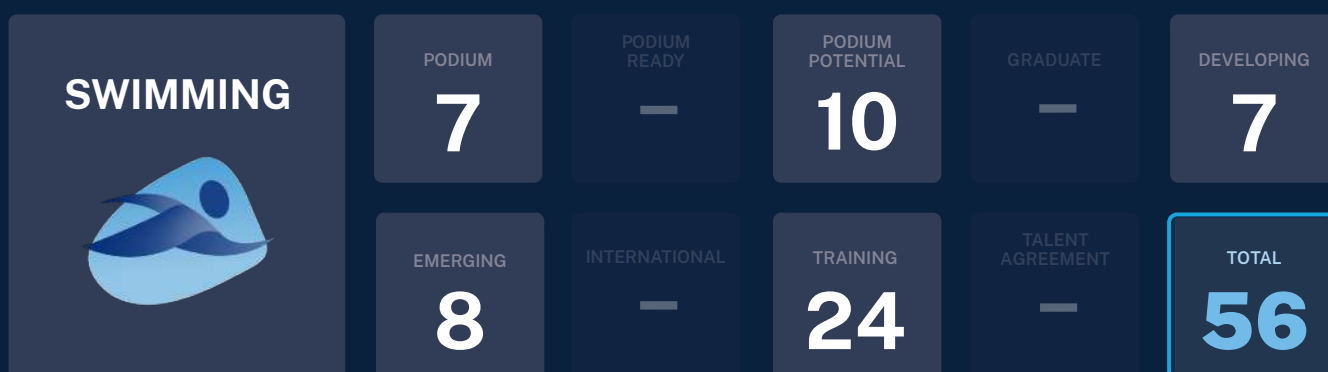 SWIMMING
PODIUM
7
PODIUM
READY
–
PODIUM
POTENTIAL
10
GRADUATE
–
DEVELOPING
7
EMERGING
8
INTERNATIONAL
–
TRAINING
24
TALENT
AGREEMENT
–
TOTAL
56